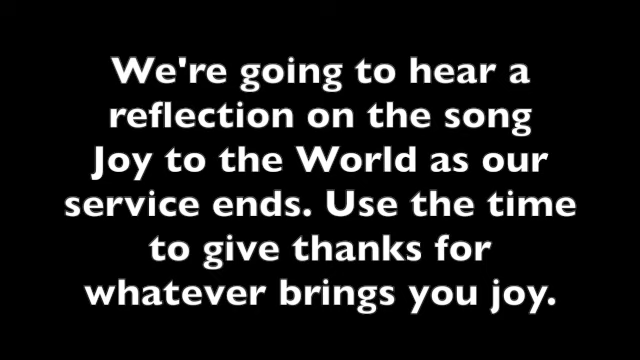 We're going to hear a
reflection on the song
Joy to the World as our
service ends. Use the time
to give thanks for
whatever brings you joy.